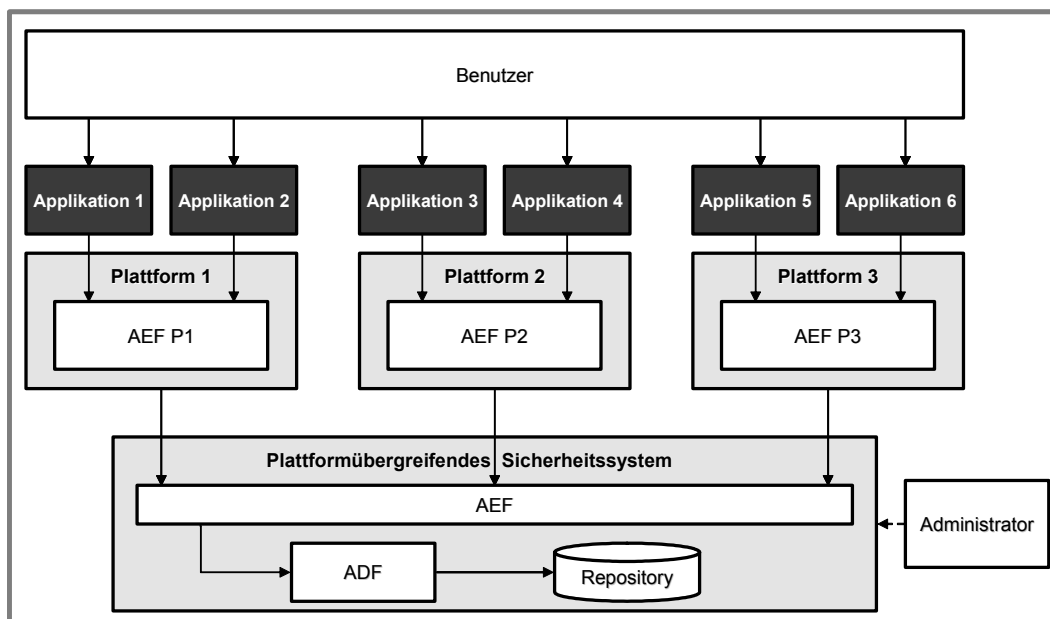 Benutzer
Applikation 1
Applikation 2
Applikation 3
Applikation 4
Applikation 5
Applikation 6
Plattform 1
Plattform 2
Plattform 3
AEF P1
AEF P2
AEF P3
Plattformübergreifendes Sicherheitssystem
AEF
Administrator
ADF
Repository